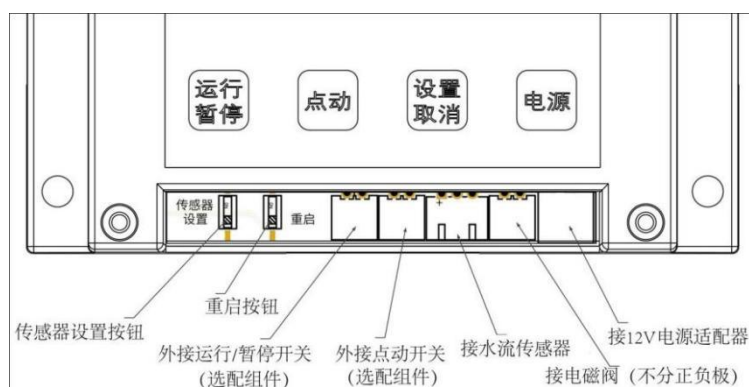 运行
暂停
点动
设置
取消
电源
传感器
设置
重启
+
传感器设置按钮
重启按钮
外接运行/暂停开关
(选配组件)
外接点动开关
(选配组件)
接水流传感器
接电磁阀（不分正负极）
接12V电源适配器